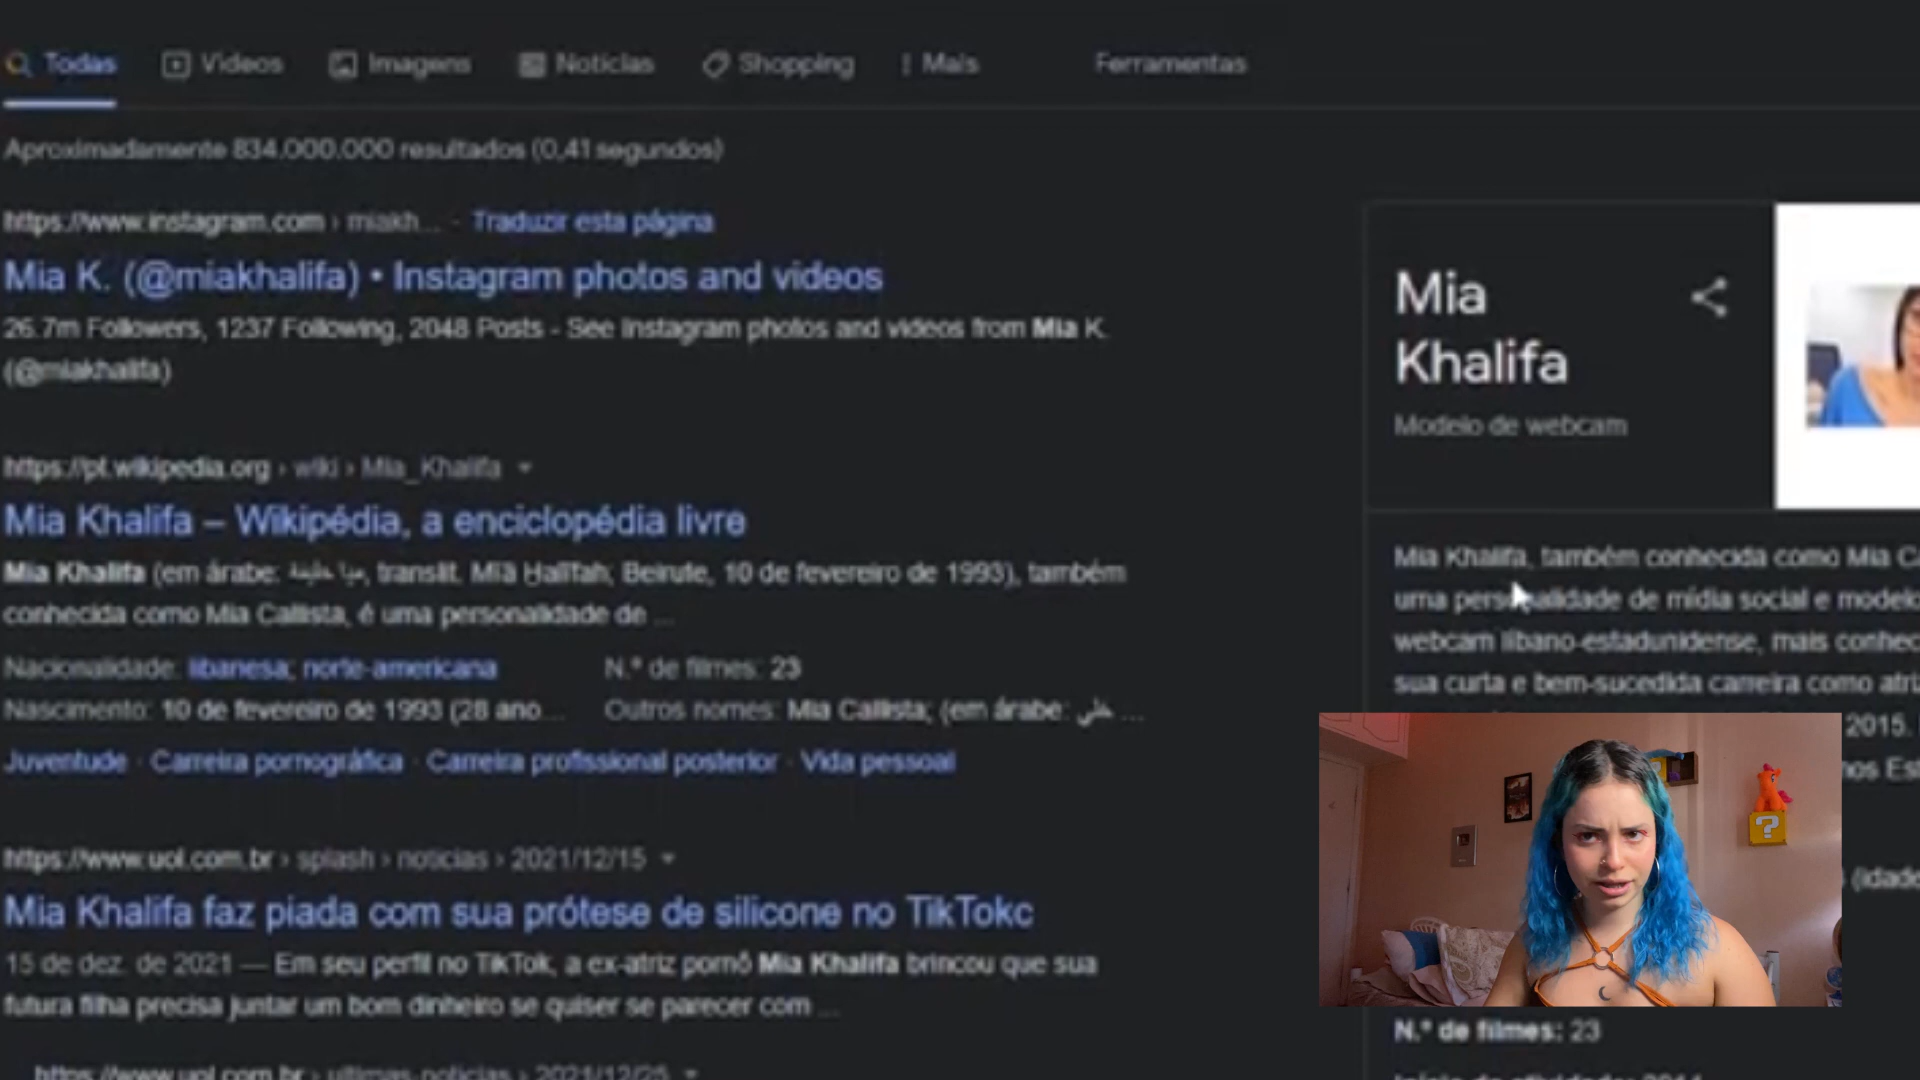 Todas
Vídeos
Imagens
Notícias
Shopping
Mais
Ferramentas
Aproximadamente 834.000.000 resultados (0,41 segundos)
https://www.instagram.com › miakh... · Traduzir esta página
Mia K. (@miakhalifa) • Instagram photos and videos
26.7m Followers, 1237 Following, 2048 Posts - See Instagram photos and videos from Mia K.
(@miakhalifa)
https://pt.wikipedia.org › wiki › Mia_Khalifa
Mia Khalifa – Wikipédia, a enciclopédia livre
Mia Khalifa (em árabe: ميا خليفة, translit. Miā Ḫalīfah; Beirute, 10 de fevereiro de 1993), também
conhecida como Mia Callista, é uma personalidade de ...
Nacionalidade: libanesa; norte-americana
N.º de filmes: 23
Nascimento: 10 de fevereiro de 1993 (28 ano...
Outros nomes: Mia Callista; (em árabe: ...
Juventude · Carreira pornográfica · Carreira profissional posterior · Vida pessoal
https://www.uol.com.br › splash › noticias › 2021/12/15
Mia Khalifa faz piada com sua prótese de silicone no TikTokc
15 de dez. de 2021 — Em seu perfil no TikTok, a ex-atriz pornô Mia Khalifa brincou que sua
futura filha precisa juntar um bom dinheiro se quiser se parecer com ...
https://www.uol.com.br › ultimas-noticias › 2021/12/25
Mia
Khalifa
Modelo de webcam
Mia Khalifa, também conhecida como Mia Ca
uma personalidade de mídia social e modelo
webcam líbano-estadunidense, mais conhec
sua curta e bem-sucedida carreira como atri
2015.
nos Est
(idade
?
N.º de filmes: 23